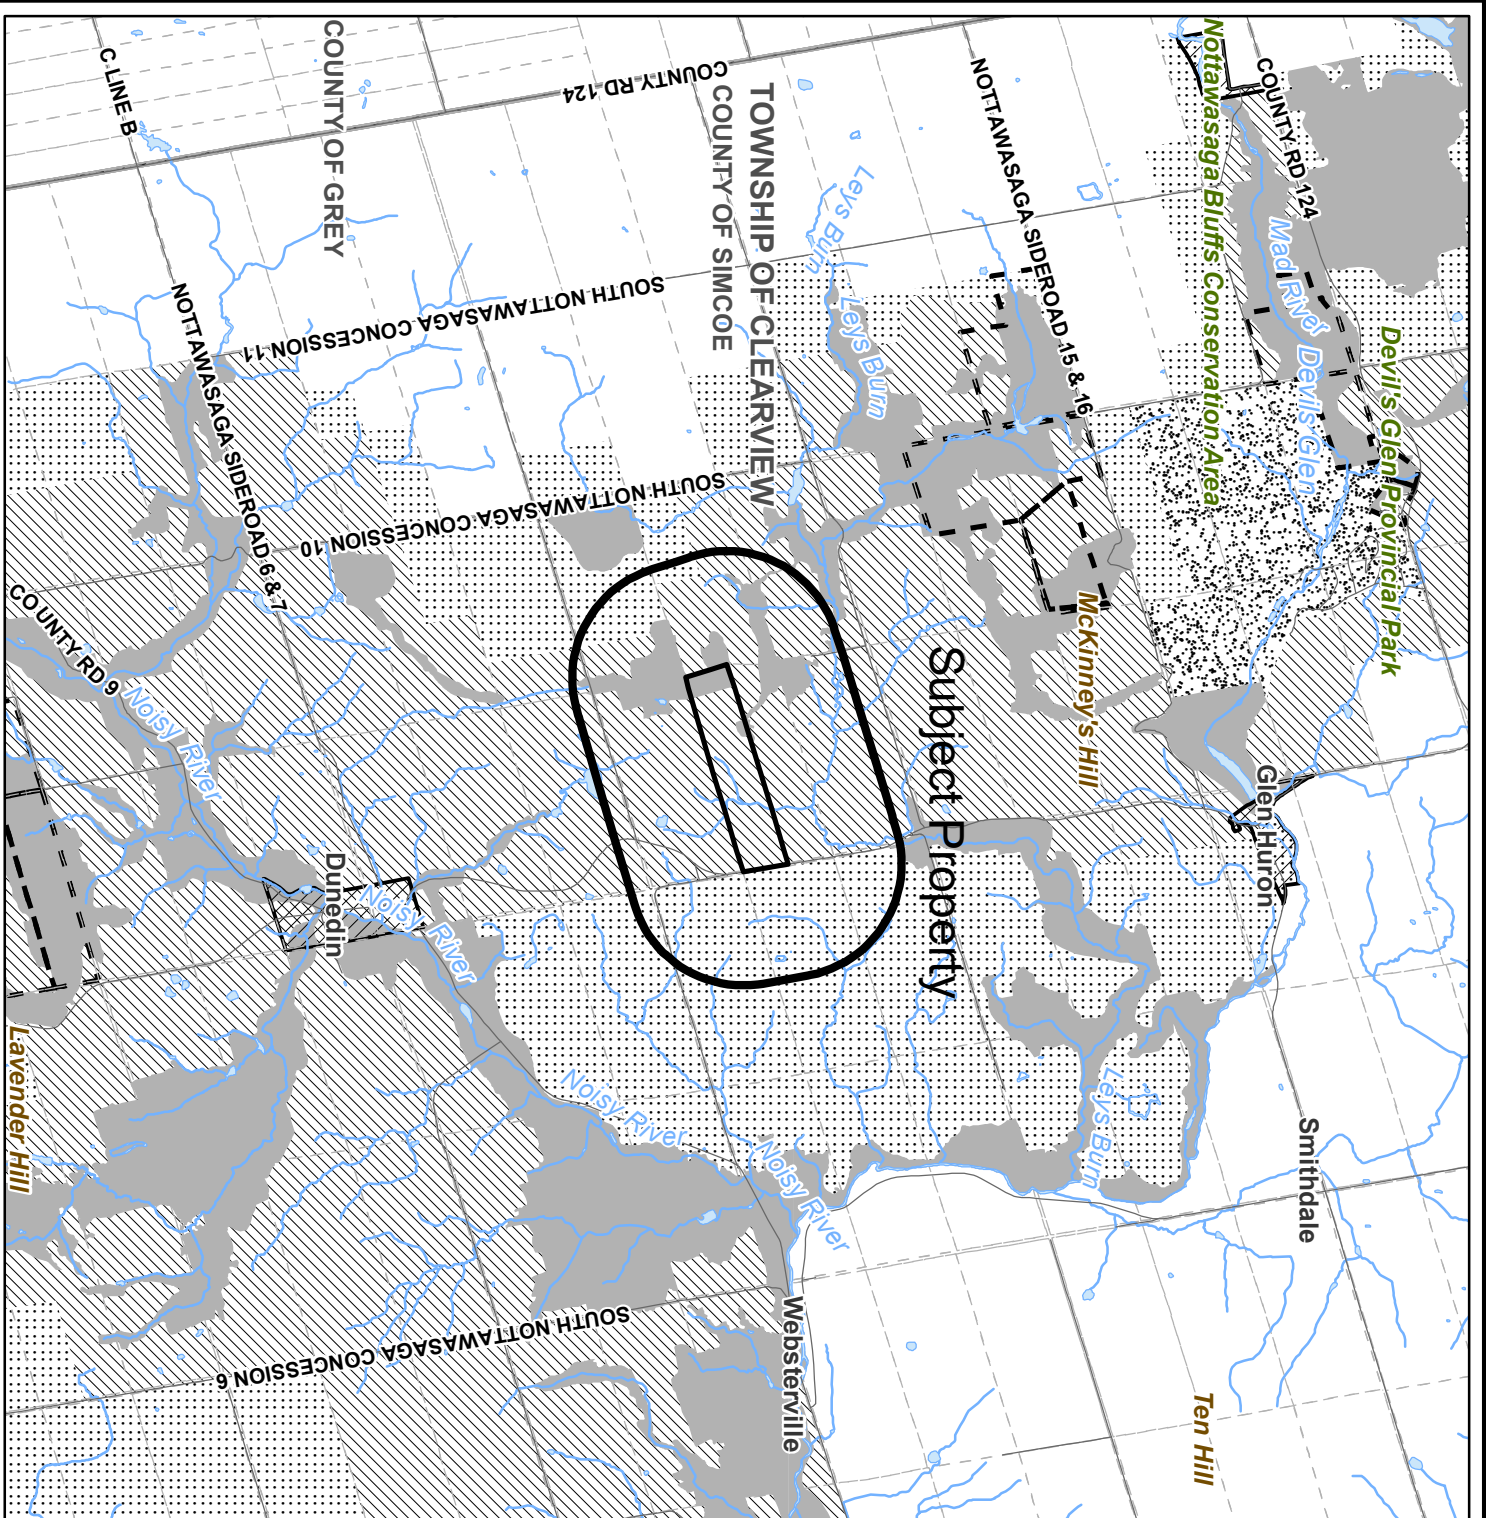 Nottawasaga Bluffs Conservation Area
COUNTY RD 124
Mad River
Devils Glen
Devil's Glen Provincial Park
NOTTAWASAGA SIDEROAD 15 & 16
McKinney's Hill
Glen Huron
Smithdale
Ten Hill
COUNTY RD 124
TOWNSHIP OF CLEARVIEW
COUNTY OF SIMCOE
COUNTY OF GREY
C LINE B
Leys Burn
Leys Burn
Leys Burn
Subject Property
SOUTH NOTTAWASAGA CONCESSION 11
SOUTH NOTTAWASAGA CONCESSION 10
NOTTAWASAGA SIDEROAD 6 & 7
COUNTY RD 9
Noisy River
Dunedin
Noisy River
Noisy River
Noisy River
Websterville
SOUTH NOTTAWASAGA CONCESSION 6
Lavender Hill